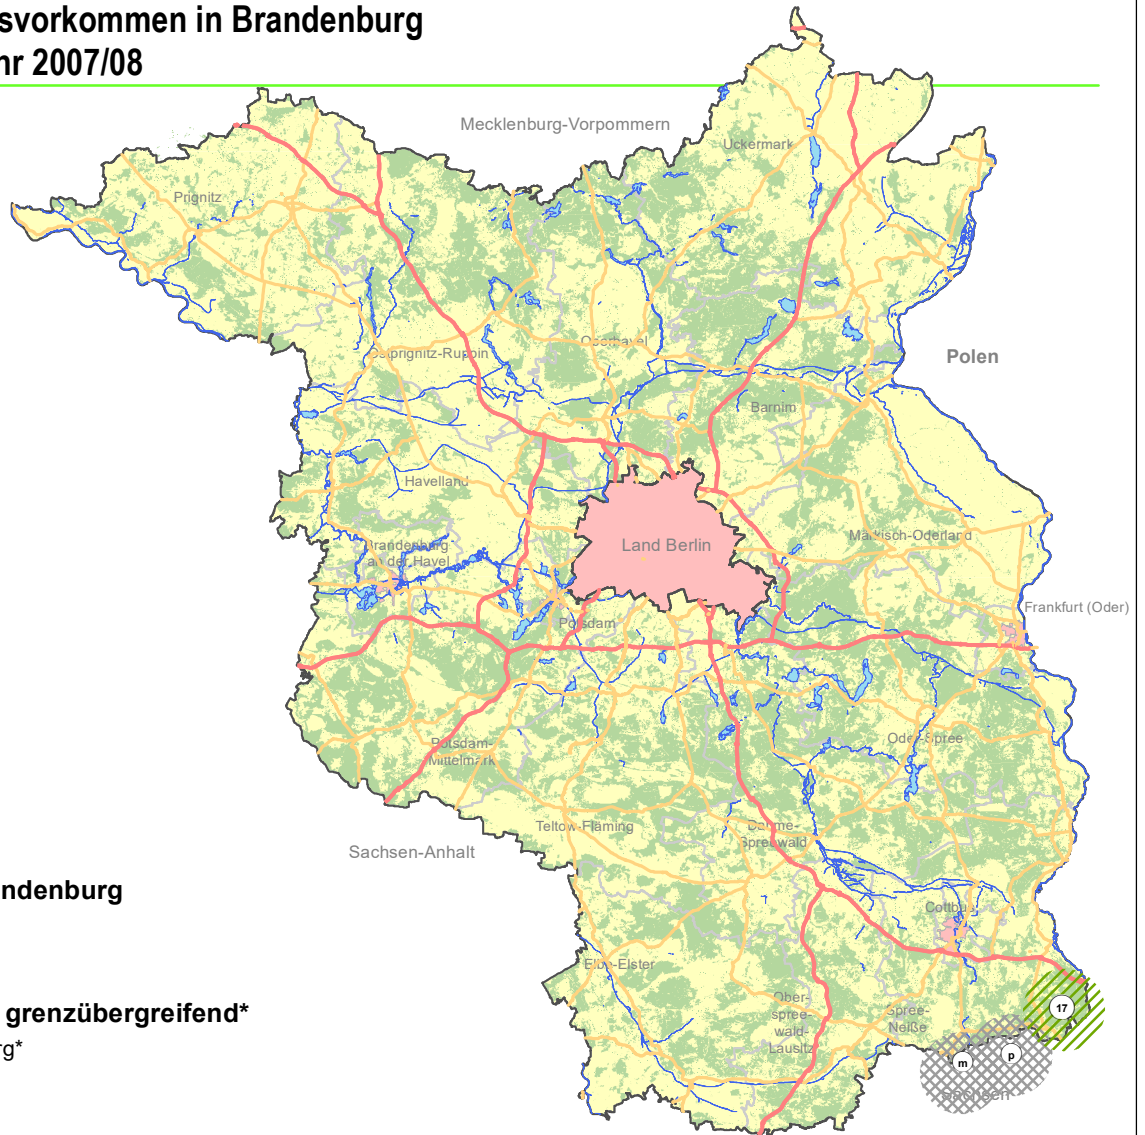 svorkommen in Brandenburg
hr 2007/08
Mecklenburg-Vorpommern
Uckermark
Prignitz
Polen
Ostprignitz-Ruppin
Oberhavel
Barnim
Havelland
Land Berlin
Märkisch-Oderland
Brandenburg
an der Havel
Frankfurt (Oder)
Potsdam
Oder-Spree
Potsdam-
Mittelmark
Teltow-Fläming
Dahme-
Spreewald
Sachsen-Anhalt
andenburg
Cottbus
Elbe-Elster
Ober-
spree-
wald-
Lausitz
Spree-
Neiße
17
grenzübergreifend*
rg*
m
p
Sachsen